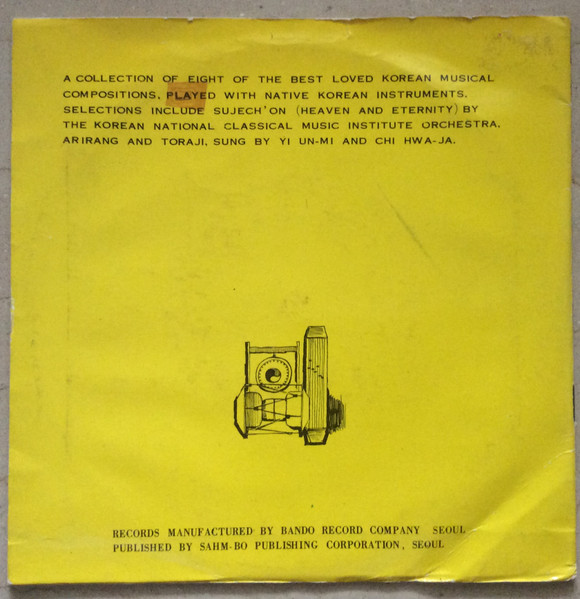 A COLLECTION OF EIGHT OF THE BEST LOVED KOREAN MUSICAL
COMPOSITIONS, PLAYED WITH NATIVE KOREAN INSTRUMENTS.
SELECTIONS INCLUDE SUJECH'ON (HEAVEN AND ETERNITY) BY
THE KOREAN NATIONAL CLASSICAL MUSIC INSTITUTE ORCHESTRA,
ARIRANG AND TORAJI, SUNG BY YI UN-MI AND CHI HWA-JA.
RECORDS MANUFACTURED BY BANDO RECORD COMPANY SEOUL
PUBLISHED BY SAHM-BO PUBLISHING CORPORATION, SEOUL